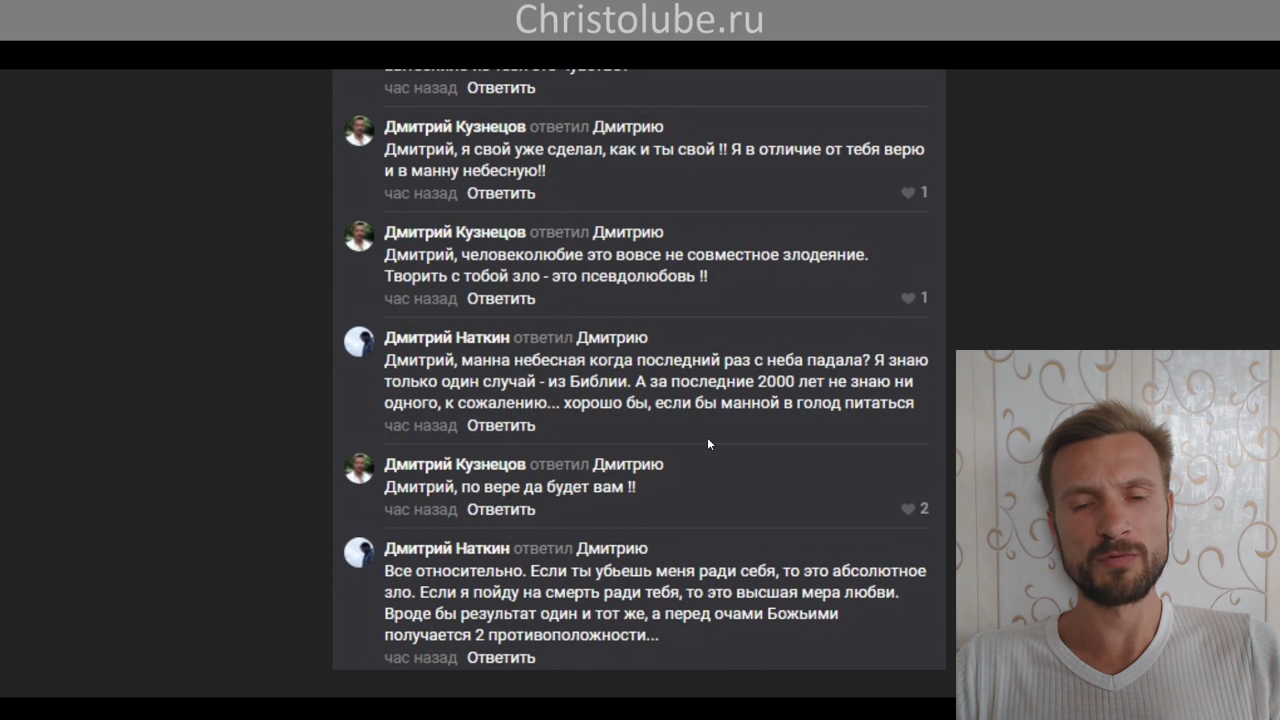 Christolube.ru
час назад Ответить
Дмитрий Кузнецов ответил Дмитрию
Дмитрий, я свой уже сделал, как и ты свой !! Я в отличие от тебя верю
и в манну небесную!!
час назад Ответить 1
Дмитрий Кузнецов ответил Дмитрию
Дмитрий, человеколюбие это вовсе не совместное злодеяние.
Творить с тобой зло - это псевдолюбовь !!
час назад Ответить 1
Дмитрий Наткин ответил Дмитрию
Дмитрий, манна небесная когда последний раз с неба падала? Я знаю
только один случай - из Библии. А за последние 2000 лет не знаю ни
одного, к сожалению... хорошо бы, если бы манной в голод питаться
час назад Ответить
Дмитрий Кузнецов ответил Дмитрию
Дмитрий, по вере да будет вам !!
час назад Ответить 2
Дмитрий Наткин ответил Дмитрию
Все относительно. Если ты убьешь меня ради себя, то это абсолютное
зло. Если я пойду на смерть ради тебя, то это высшая мера любви.
Вроде бы результат один и тот же, а перед очами Божьими
получается 2 противоположности...
час назад Ответить